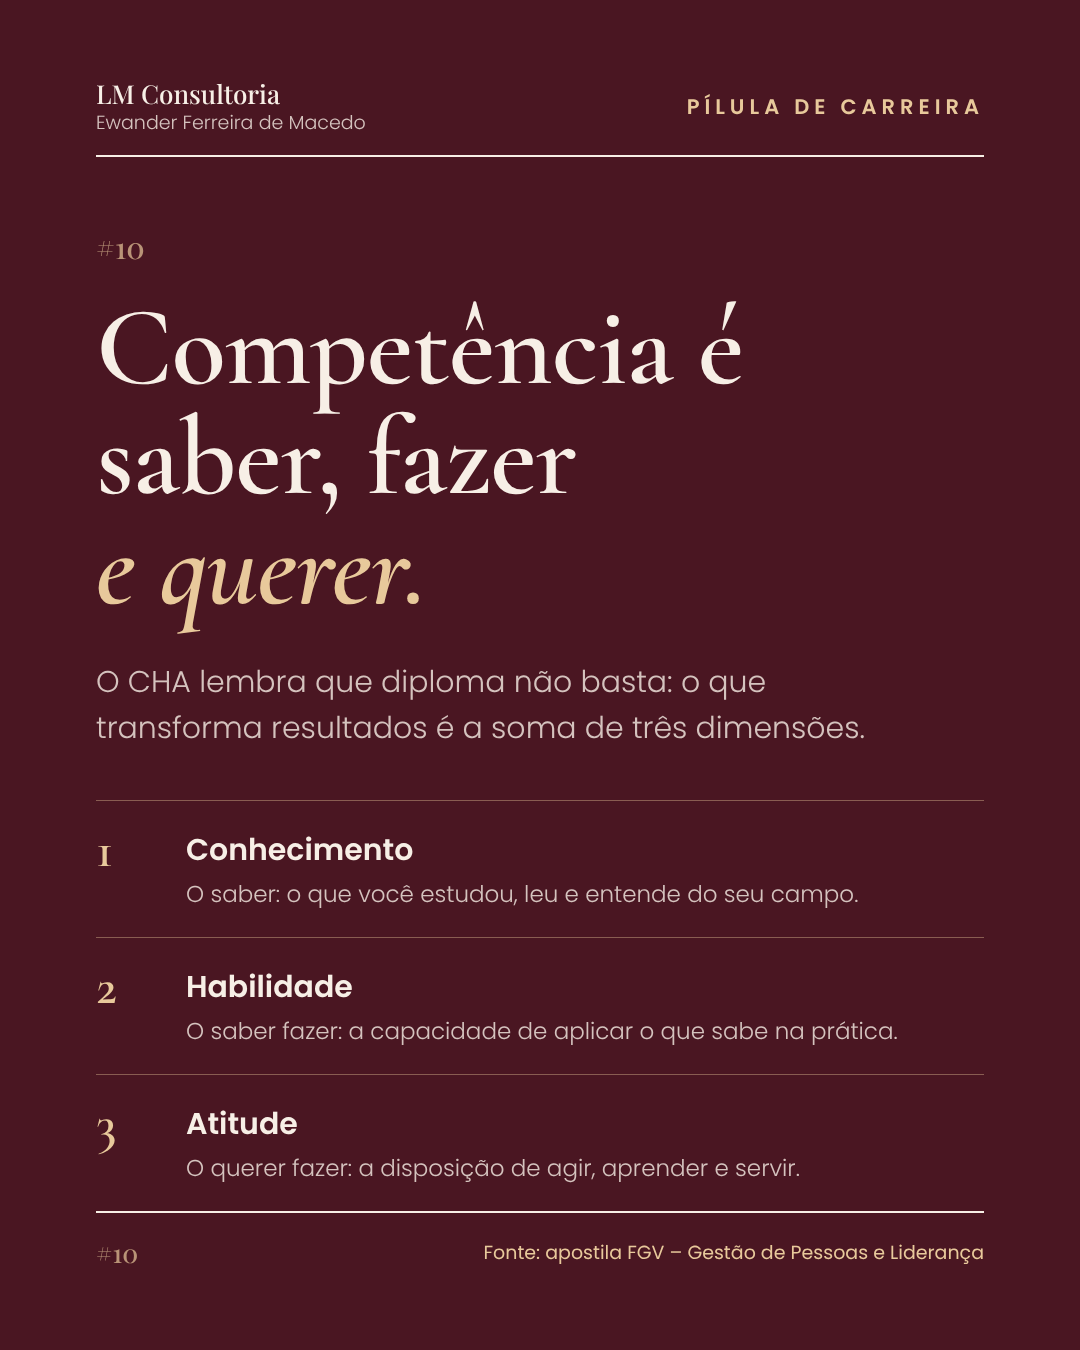 LM Consultoria
Ewander Ferreira de Macedo
PÍLULA DE CARREIRA
#10
Competência é
saber, fazer
e querer.
O CHA lembra que diploma não basta: o que
transforma resultados é a soma de três dimensões.
1
Conhecimento
O saber: o que você estudou, leu e entende do seu campo.
2
Habilidade
O saber fazer: a capacidade de aplicar o que sabe na prática.
3
Atitude
O querer fazer: a disposição de agir, aprender e servir.
#10
Fonte: apostila FGV – Gestão de Pessoas e Liderança